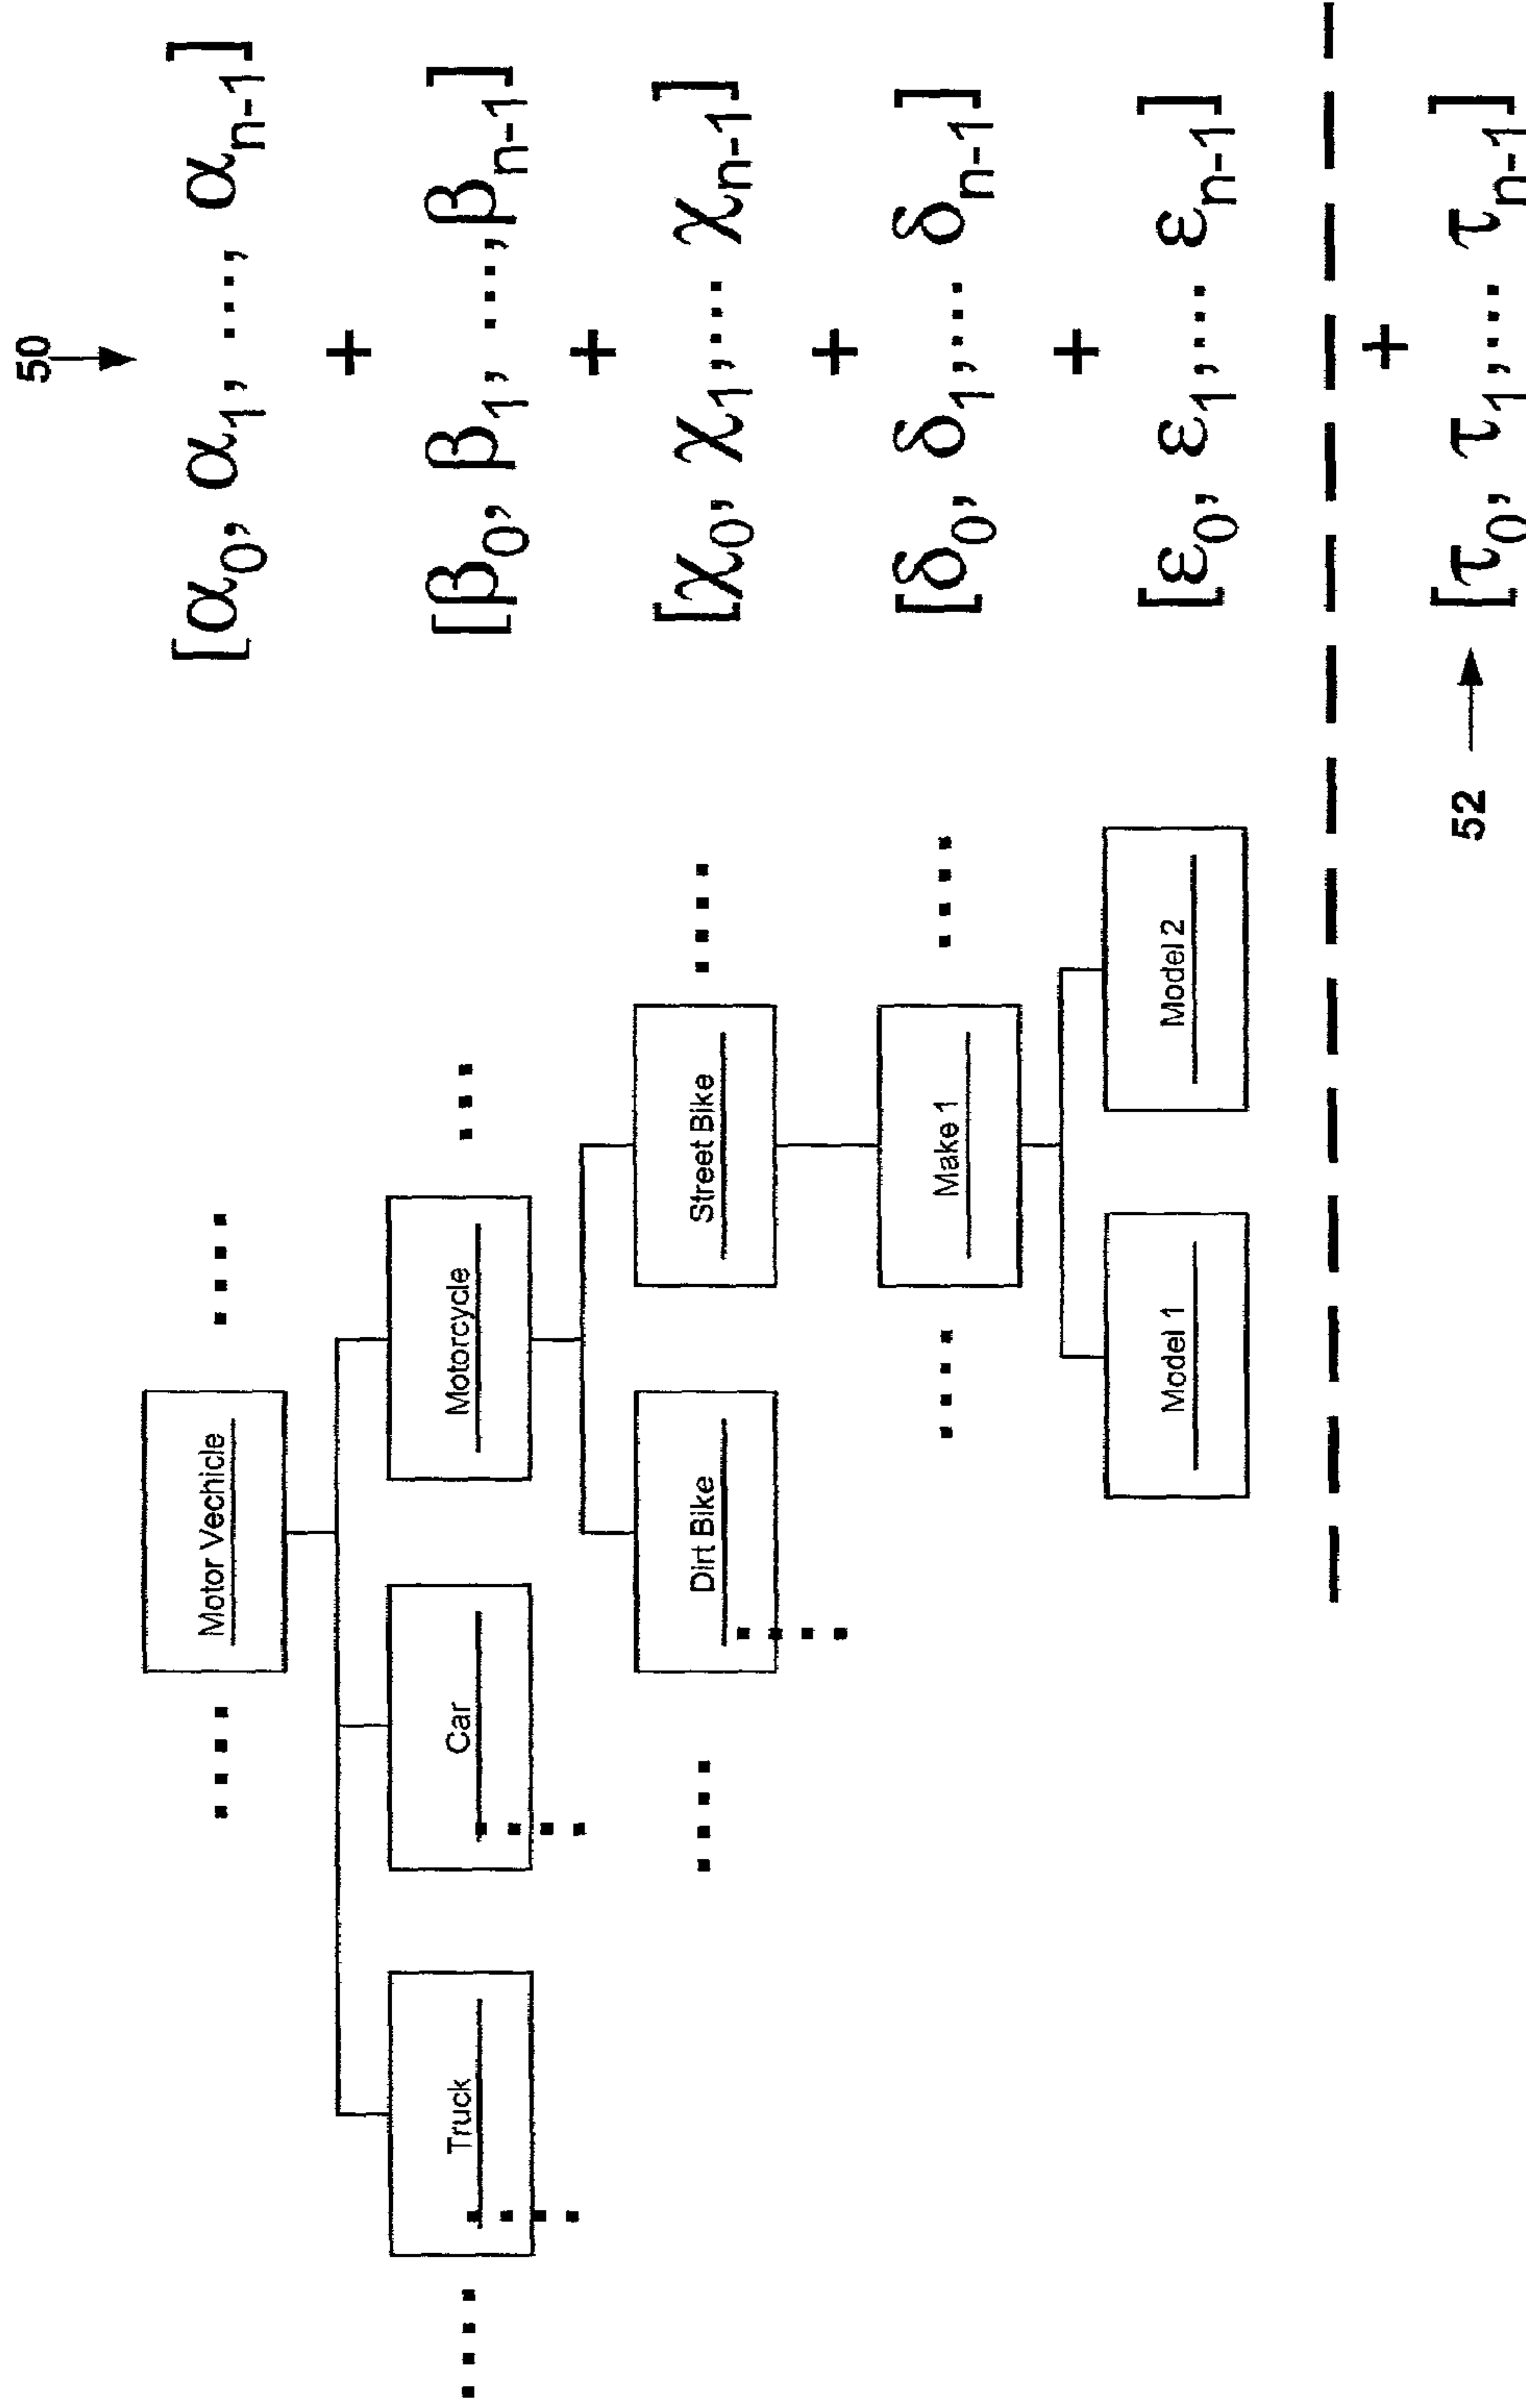 50
Motor Vechicle
[α0, α1, ..., αn-1]
+
Truck
Car
Motorcycle
[β0, β1, ...,βn-1]
+
Dirt Bike
Street Bike
[χ0, χ1,... χn-1]
+
Make 1
[δ0, δ1,... δn-1]
+
Model 1
Model 2
[ε0, ε1,... εn-1]
+
52
[τ0, τ1,... τn-1]